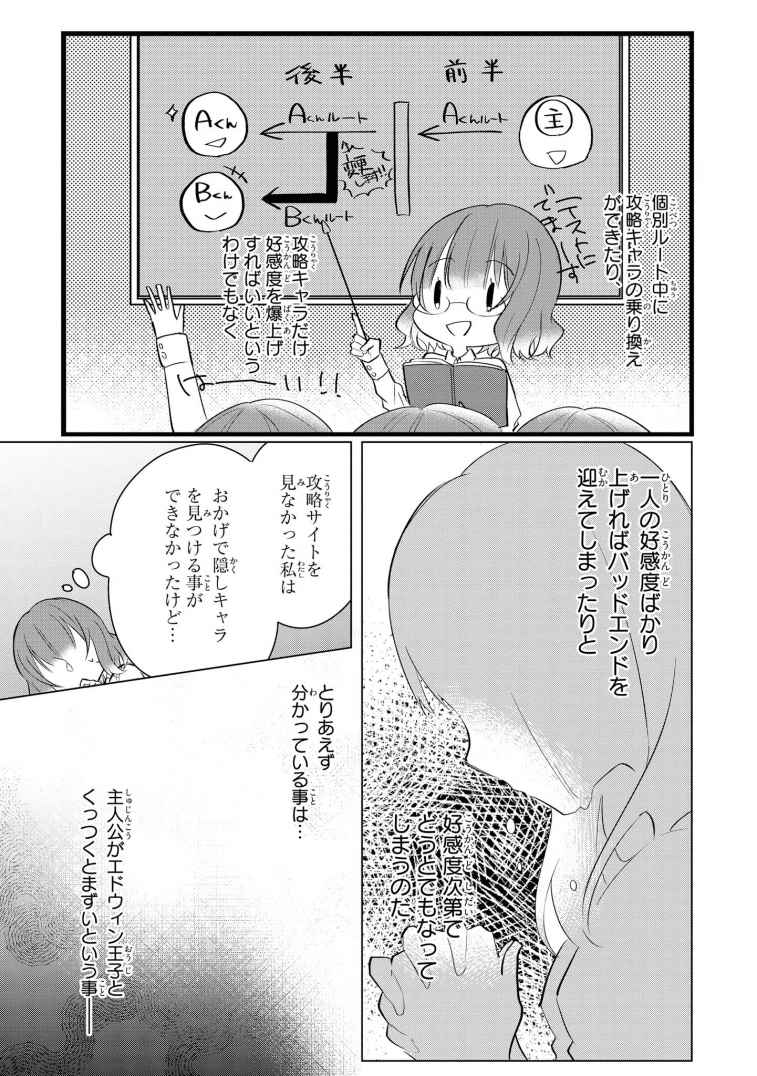 個別ルート中に
攻略キャラの乗り換え
ができたり、
前半
後半
主
Aくんルート
Aくんルート
Aくん
Bくん
Bくんルート
テストに
でまーす
攻略キャラだけ
好感度を爆上げ
すればいいという
わけでもなく
はーい!!
一人の好感度ばかり
上げればバッドエンドを
迎えてしまったりと
好感度次第で
どうとでもなって
しまうのだ
攻略サイトを
見なかった私は
おかげで隠しキャラ
を見つける事が
できなかったけど…
とりあえず
分かっている事は…
主人公がエドウィン王子と
くっつくとまずいという事――